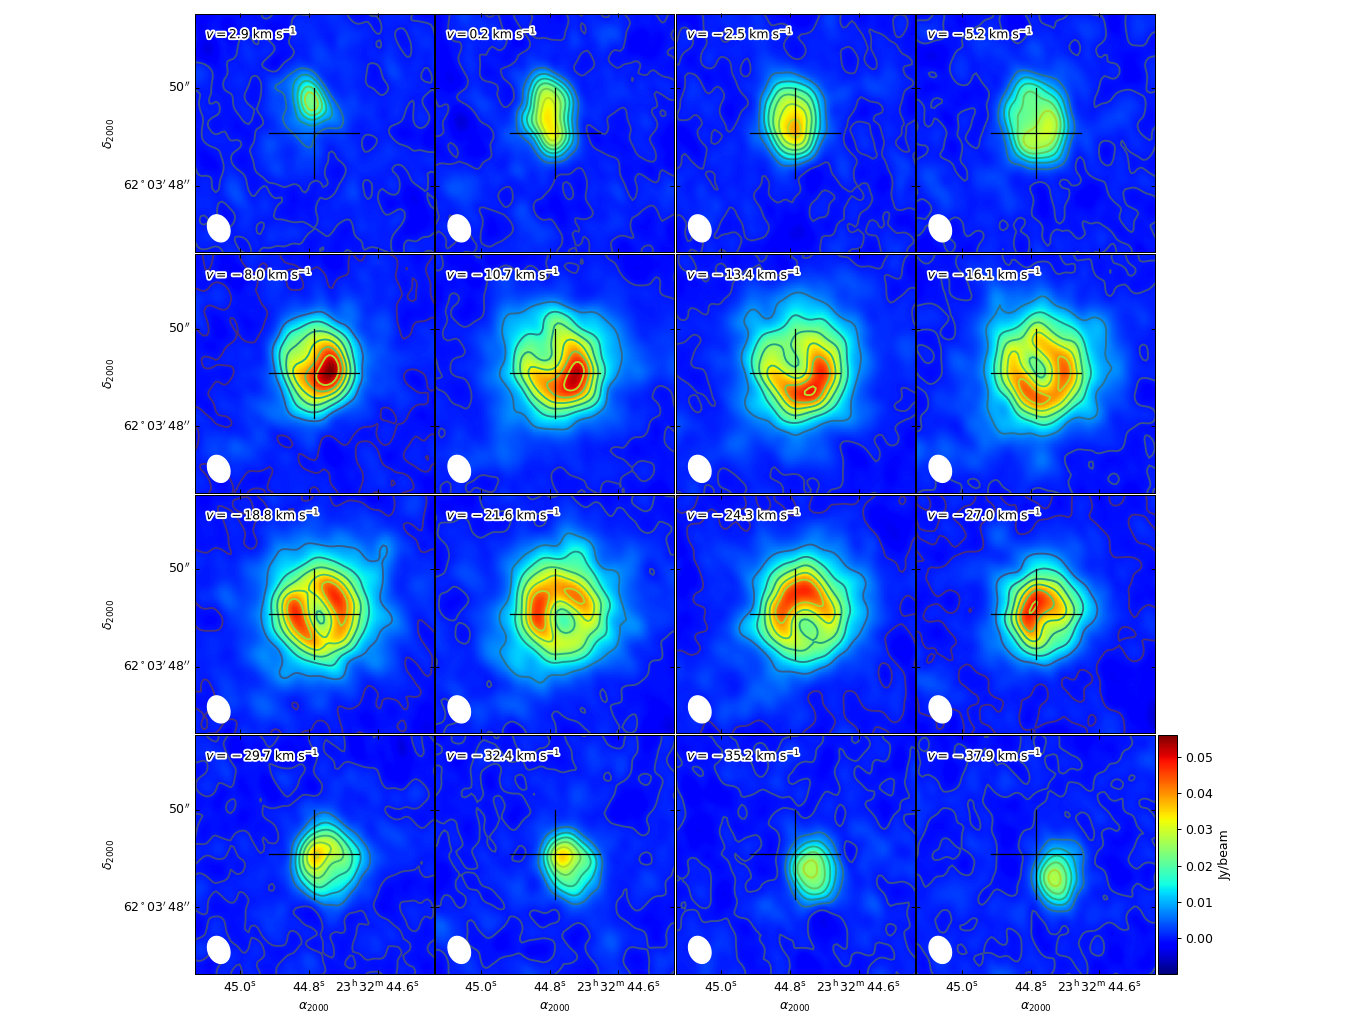 v = 2.9 km s⁻¹ v = 0.2 km s⁻¹ v = −2.5 km s⁻¹ v = −5.2 km s⁻¹
50″
δ₂₀₀₀
62°03′48″
v = −8.0 km s⁻¹ v = −10.7 km s⁻¹ v = −13.4 km s⁻¹ v = −16.1 km s⁻¹
50″
δ₂₀₀₀
62°03′48″
v = −18.8 km s⁻¹ v = −21.6 km s⁻¹ v = −24.3 km s⁻¹ v = −27.0 km s⁻¹
50″
δ₂₀₀₀
62°03′48″
v = −29.7 km s⁻¹ v = −32.4 km s⁻¹ v = −35.2 km s⁻¹ v = −37.9 km s⁻¹
0.05
0.04
50″
0.03
δ₂₀₀₀
Jy/beam
0.02
62°03′48″
0.01
0.00
45.0ˢ 44.8ˢ 23ʰ32ᵐ44.6ˢ 45.0ˢ 44.8ˢ 23ʰ32ᵐ44.6ˢ 45.0ˢ 44.8ˢ 23ʰ32ᵐ44.6ˢ 45.0ˢ 44.8ˢ 23ʰ32ᵐ44.6ˢ
α₂₀₀₀ α₂₀₀₀ α₂₀₀₀ α₂₀₀₀